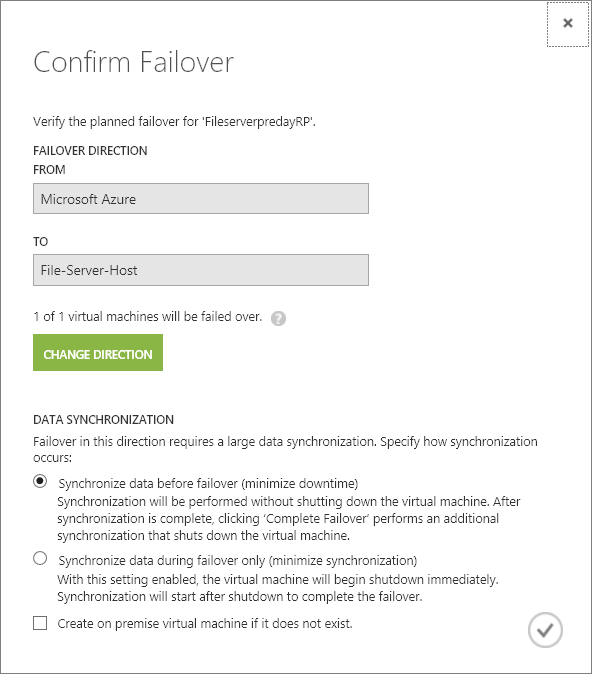 Confirm Failover
Verify the planned failover for 'FileserverpredayRP'.
FAILOVER DIRECTION
FROM
Microsoft Azure
TO
File-Server-Host
1 of 1 virtual machines will be failed over. ?
CHANGE DIRECTION
DATA SYNCHRONIZATION
Failover in this direction requires a large data synchronization. Specify how synchronization
occurs:
Synchronize data before failover (minimize downtime)
Synchronization will be performed without shutting down the virtual machine. After
synchronization is complete, clicking 'Complete Failover' performs an additional
synchronization that shuts down the virtual machine.
Synchronize data during failover only (minimize synchronization)
With this setting enabled, the virtual machine will begin shutdown immediately.
Synchronization will start after shutdown to complete the failover.
Create on premise virtual machine if it does not exist.